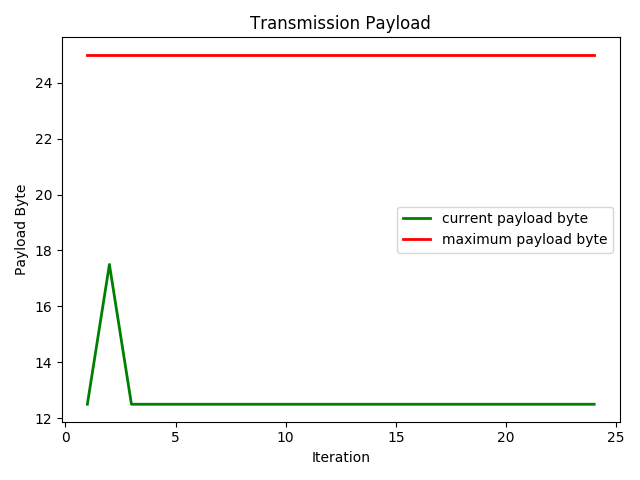 Transmission Payload
Payload Byte
24
22
20
18
16
14
12
current payload byte
maximum payload byte
0 5 10 15 20 25
Iteration